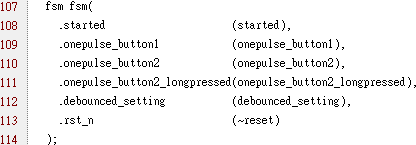 107 fsm fsm(
108 .started (started),
109 .onepulse_button1 (onepulse_button1),
110 .onepulse_button2 (onepulse_button2),
111 .onepulse_button2_longpressed(onepulse_button2_longpressed),
112 .debounced_setting (debounced_setting),
113 .rst_n (~reset)
114 );